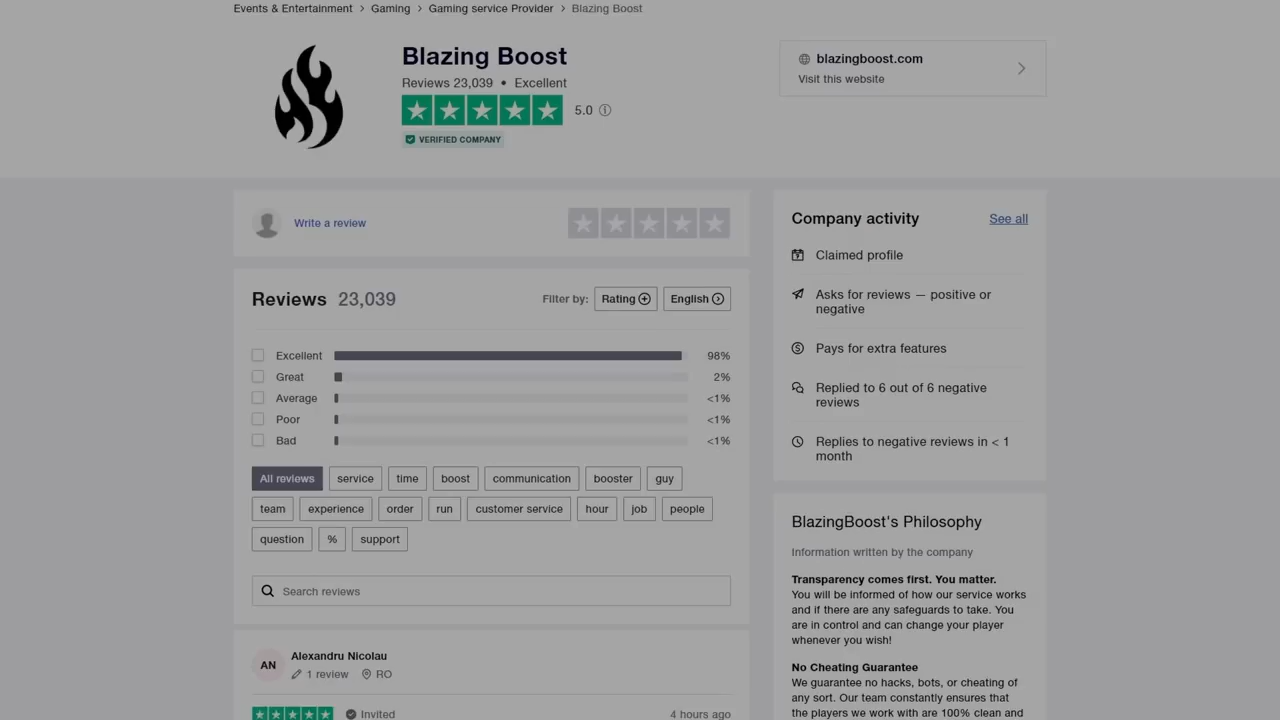 Events & Entertainment > Gaming > Gaming service Provider > Blazing Boost
Blazing Boost
Reviews 23,039 • Excellent
5.0
VERIFIED COMPANY
blazingboost.com
Visit this website
Write a review
Reviews 23,039
Filter by: Rating English
Excellent 98%
Great 2%
Average <1%
Poor <1%
Bad <1%
All reviews service time boost communication booster guy
team experience order run customer service hour job people
question % support
Search reviews
AN
Alexandru Nicolau
1 review RO
Invited 4 hours ago
Company activity See all
Claimed profile
Asks for reviews — positive or
negative
Pays for extra features
Replied to 6 out of 6 negative
reviews
Replies to negative reviews in < 1
month
BlazingBoost's Philosophy
Information written by the company
Transparency comes first. You matter.
You will be informed of how our service works
and if there are any safeguards to take. You
are in control and can change your player
whenever you wish!
No Cheating Guarantee
We guarantee no hacks, bots, or cheating of
any sort. Our team constantly ensures that
the players we work with are 100% clean and